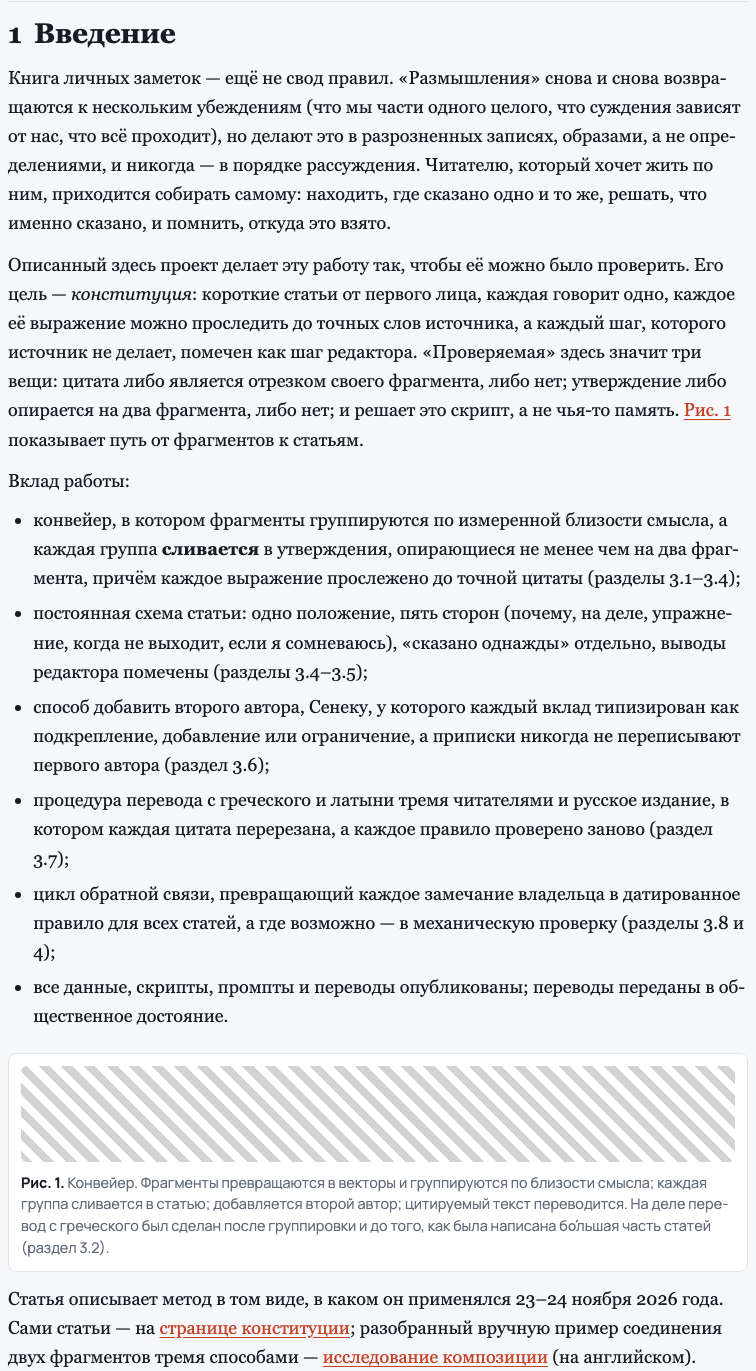 1 Введение
Книга личных заметок — ещё не свод правил. «Размышления» снова и снова возвра-
щаются к нескольким убеждениям (что мы части одного целого, что суждения зависят
от нас, что всё проходит), но делают это в разрозненных записях, образами, а не опре-
делениями, и никогда — в порядке рассуждения. Читателю, который хочет жить по
ним, приходится собирать самому: находить, где сказано одно и то же, решать, что
именно сказано, и помнить, откуда это взято.
Описанный здесь проект делает эту работу так, чтобы её можно было проверить. Его
цель — конституция: короткие статьи от первого лица, каждая говорит одно, каждое
её выражение можно проследить до точных слов источника, а каждый шаг, которого
источник не делает, помечен как шаг редактора. «Проверяемая» здесь значит три
вещи: цитата либо является отрезком своего фрагмента, либо нет; утверждение либо
опирается на два фрагмента, либо нет; и решает это скрипт, а не чья-то память. Рис. 1
показывает путь от фрагментов к статьям.
Вклад работы:
• конвейер, в котором фрагменты группируются по измеренной близости смысла, а
каждая группа сливается в утверждения, опирающиеся не менее чем на два фраг-
мента, причём каждое выражение прослежено до точной цитаты (разделы 3.1–3.4);
• постоянная схема статьи: одно положение, пять сторон (почему, на деле, упражне-
ние, когда не выходит, если я сомневаюсь), «сказано однажды» отдельно, выводы
редактора помечены (разделы 3.4–3.5);
• способ добавить второго автора, Сенеку, у которого каждый вклад типизирован как
подкрепление, добавление или ограничение, а приписки никогда не переписывают
первого автора (раздел 3.6);
• процедура перевода с греческого и латыни тремя читателями и русское издание, в
котором каждая цитата перерезана, а каждое правило проверено заново (раздел
3.7);
• цикл обратной связи, превращающий каждое замечание владельца в датированное
правило для всех статей, а где возможно — в механическую проверку (разделы 3.8 и
4);
• все данные, скрипты, промпты и переводы опубликованы; переводы переданы в об-
щественное достояние.
Рис. 1. Конвейер. Фрагменты превращаются в векторы и группируются по близости смысла; каждая
группа сливается в статью; добавляется второй автор; цитируемый текст переводится. На деле пере-
вод с греческого был сделан после группировки и до того, как была написана бо́льшая часть статей
(раздел 3.2).
Статья описывает метод в том виде, в каком он применялся 23–24 ноября 2026 года.
Сами статьи — на странице конституции; разобранный вручную пример соединения
двух фрагментов тремя способами — исследование композиции (на английском).